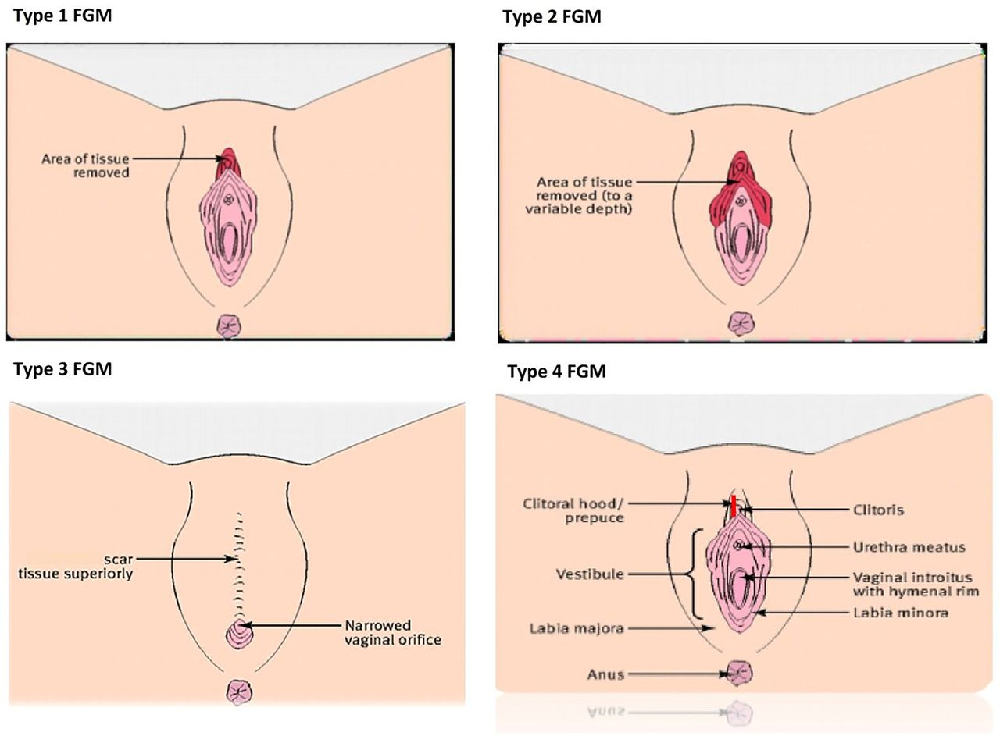 Type 1 FGM
Area of tissue
removed
Type 2 FGM
Area of tissue
removed (to a
variable depth)
Type 3 FGM
scar
tissue superiorly
Narrowed
vaginal orifice
Type 4 FGM
Clitoral hood/
prepuce
Clitoris
Urethra meatus
Vestibule
Vaginal introitus
with hymenal rim
Labia minora
Labia majora
Anus
Anus